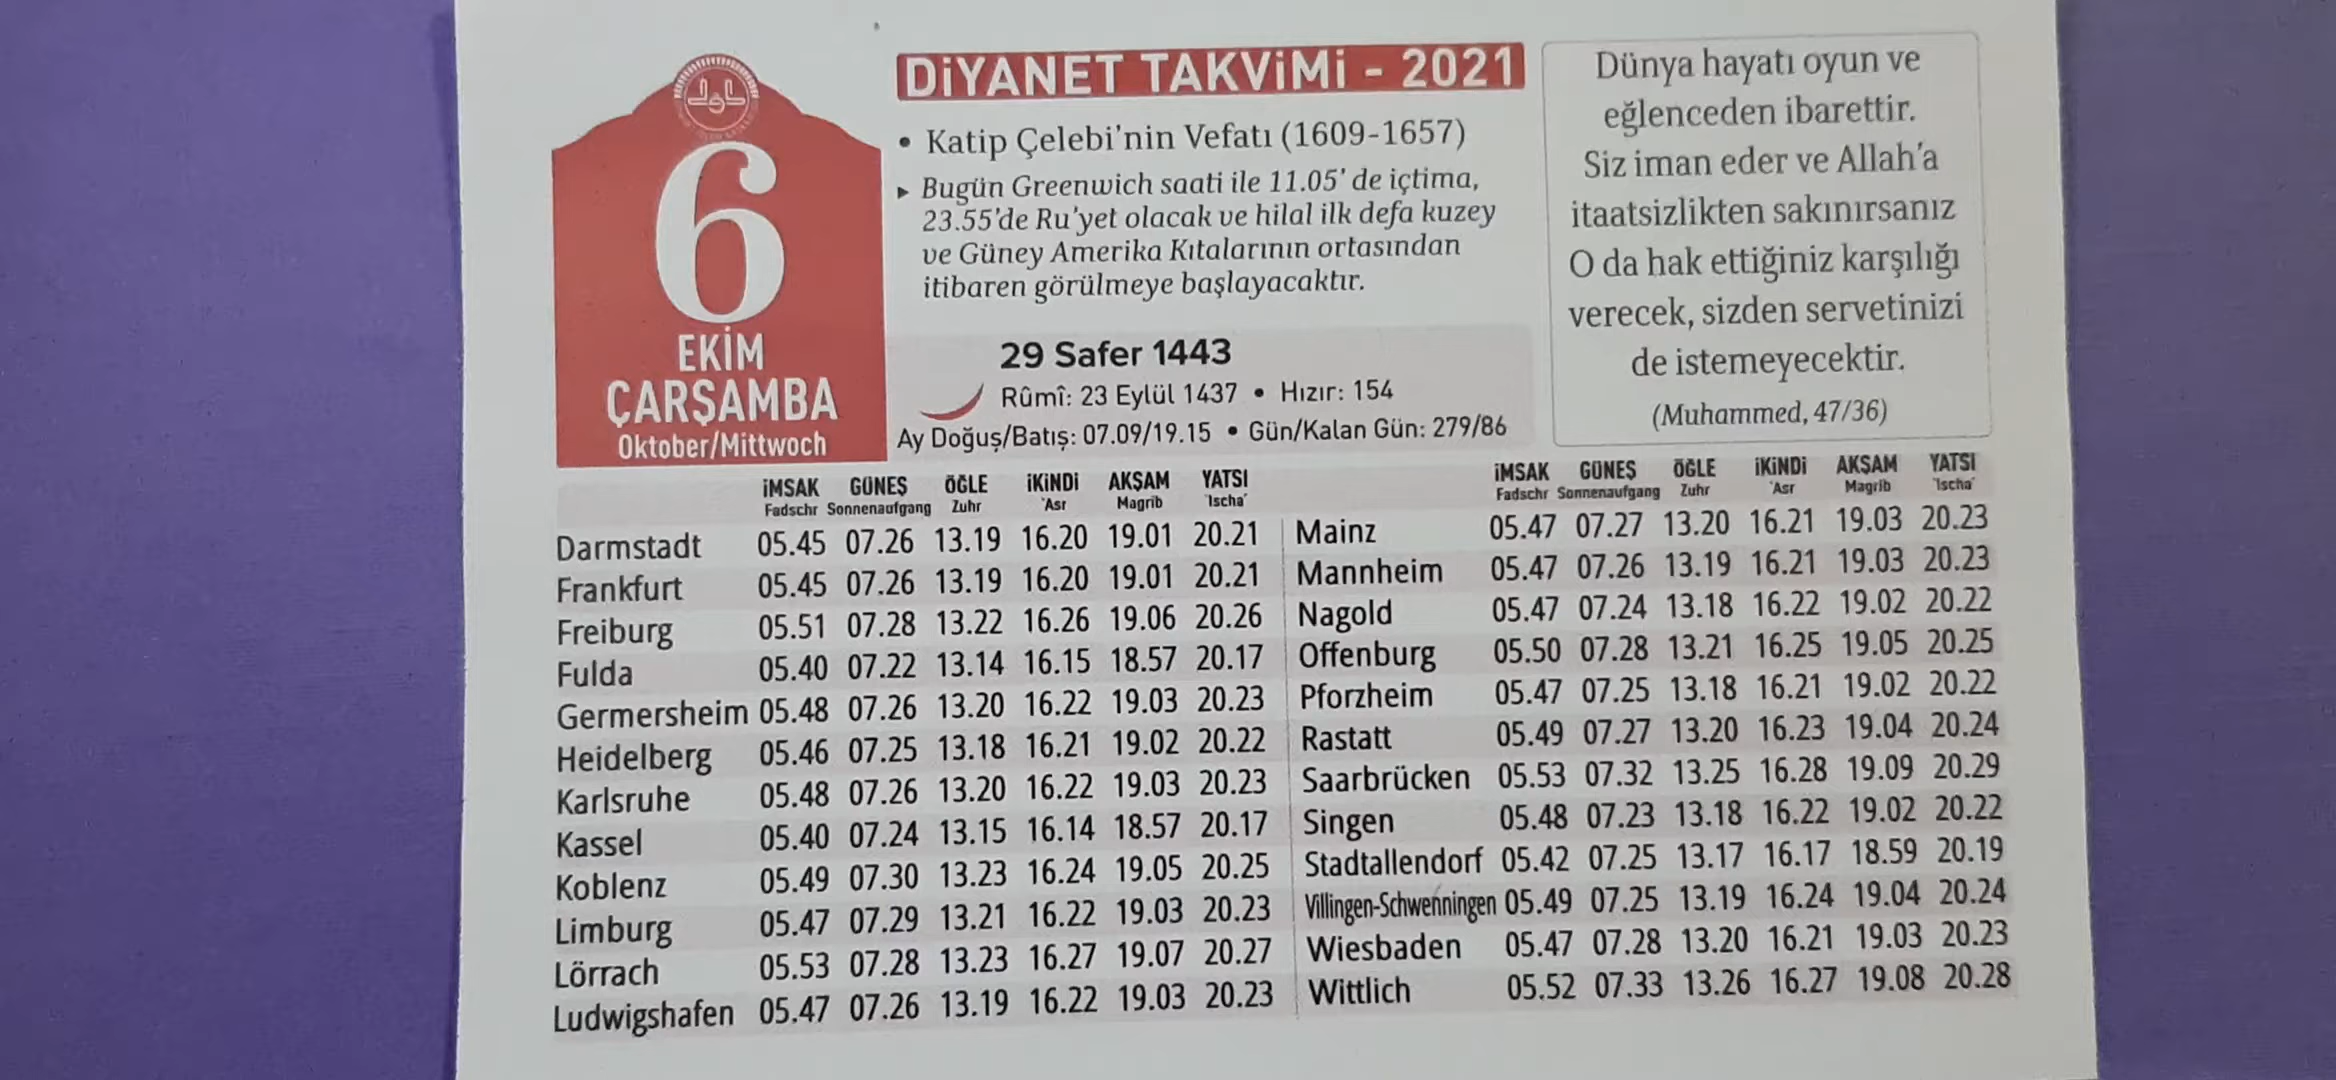 6
EKİM
ÇARŞAMBA
Oktober/Mittwoch
DİYANET TAKVİMİ - 2021
• Katip Çelebi'nin Vefatı (1609-1657)
▸ Bugün Greenwich saati ile 11.05' de içtima,
23.55'de Ru'yet olacak ve hilal ilk defa kuzey
ve Güney Amerika Kıtalarının ortasından
itibaren görülmeye başlayacaktır.
29 Safer 1443
Rûmî: 23 Eylül 1437 • Hızır: 154
Ay Doğuş/Batış: 07.09/19.15 • Gün/Kalan Gün: 279/86
Dünya hayatı oyun ve
eğlenceden ibarettir.
Siz iman eder ve Allah'a
itaatsizlikten sakınırsanız
O da hak ettiğiniz karşılığı
verecek, sizden servetinizi
de istemeyecektir.
(Muhammed, 47/36)
İMSAK GÜNEŞ ÖĞLE İKİNDİ AKŞAM YATSI
Fadschr Sonnenaufgang Zuhr 'Asr Magrib 'Ischa'
Darmstadt 05.45 07.26 13.19 16.20 19.01 20.21
Frankfurt 05.45 07.26 13.19 16.20 19.01 20.21
Freiburg 05.51 07.28 13.22 16.26 19.06 20.26
Fulda 05.40 07.22 13.14 16.15 18.57 20.17
Germersheim 05.48 07.26 13.20 16.22 19.03 20.23
Heidelberg 05.46 07.25 13.18 16.21 19.02 20.22
Karlsruhe 05.48 07.26 13.20 16.22 19.03 20.23
Kassel 05.40 07.24 13.15 16.14 18.57 20.17
Koblenz 05.49 07.30 13.23 16.24 19.05 20.25
Limburg 05.47 07.29 13.21 16.22 19.03 20.23
Lörrach 05.53 07.28 13.23 16.27 19.07 20.27
Ludwigshafen 05.47 07.26 13.19 16.22 19.03 20.23
İMSAK GÜNEŞ ÖĞLE İKİNDİ AKŞAM YATSI
Fadschr Sonnenaufgang Zuhr 'Asr Magrib 'Ischa'
Mainz 05.47 07.27 13.20 16.21 19.03 20.23
Mannheim 05.47 07.26 13.19 16.21 19.03 20.23
Nagold 05.47 07.24 13.18 16.22 19.02 20.22
Offenburg 05.50 07.28 13.21 16.25 19.05 20.25
Pforzheim 05.47 07.25 13.18 16.21 19.02 20.22
Rastatt 05.49 07.27 13.20 16.23 19.04 20.24
Saarbrücken 05.53 07.32 13.25 16.28 19.09 20.29
Singen 05.48 07.23 13.18 16.22 19.02 20.22
Stadtallendorf 05.42 07.25 13.17 16.17 18.59 20.19
Villingen-Schwenningen 05.49 07.25 13.19 16.24 19.04 20.24
Wiesbaden 05.47 07.28 13.20 16.21 19.03 20.23
Wittlich 05.52 07.33 13.26 16.27 19.08 20.28